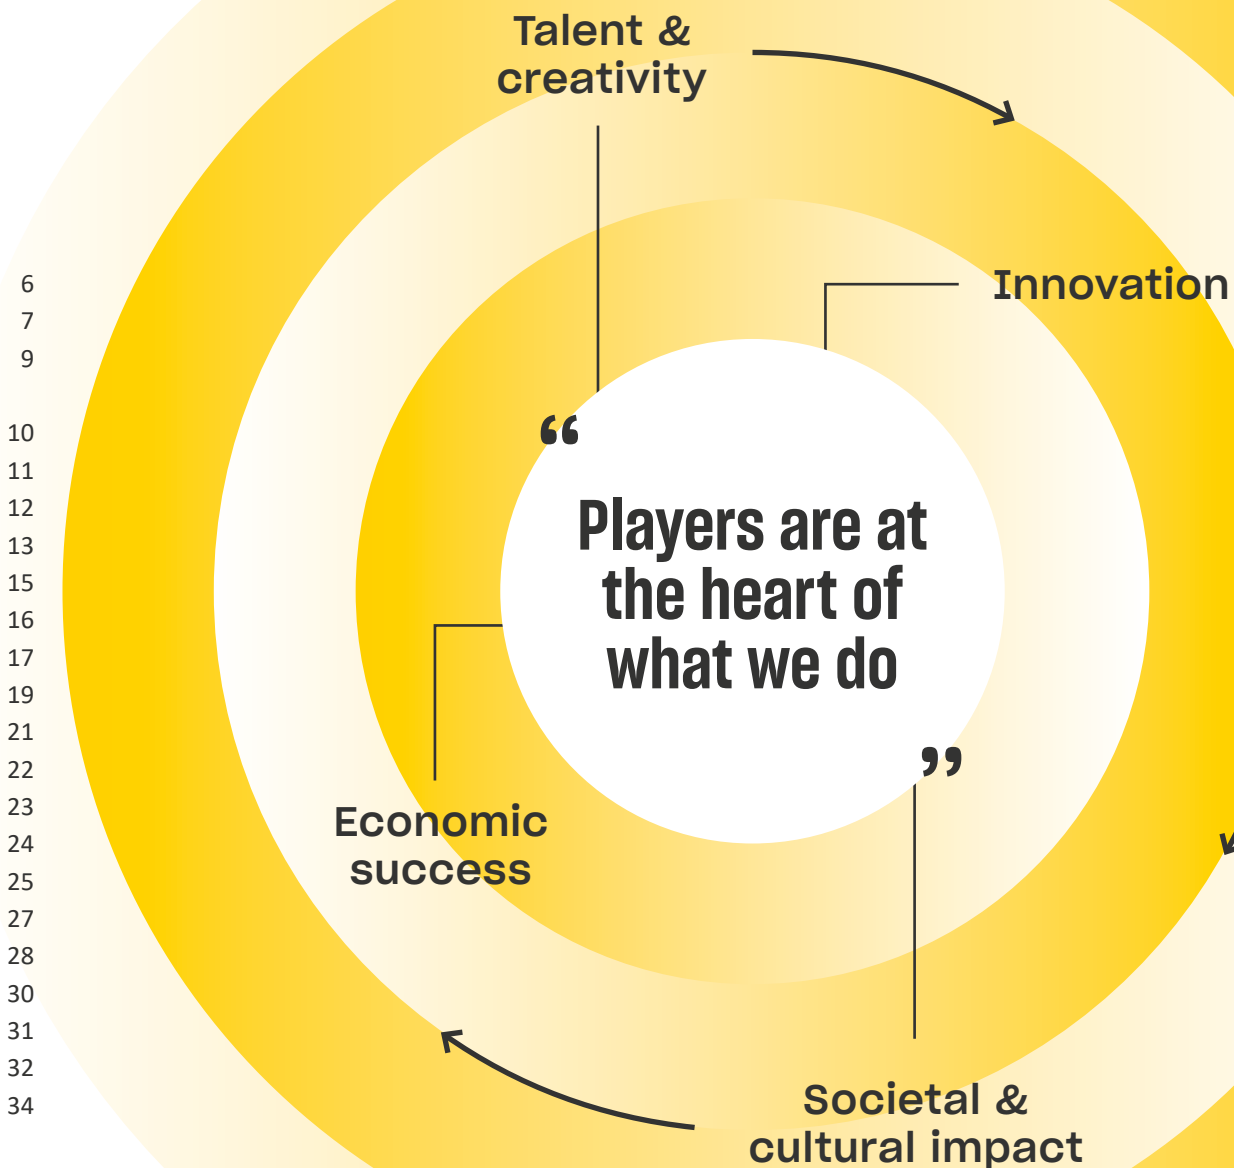 Talent &
creativity
Innovation
6
7
9
10
11
12
13
15
16
17
19
21
22
23
24
25
27
28
30
31
32
34
“
Players are at
the heart of
what we do
”
Economic
success
Societal &
cultural impact